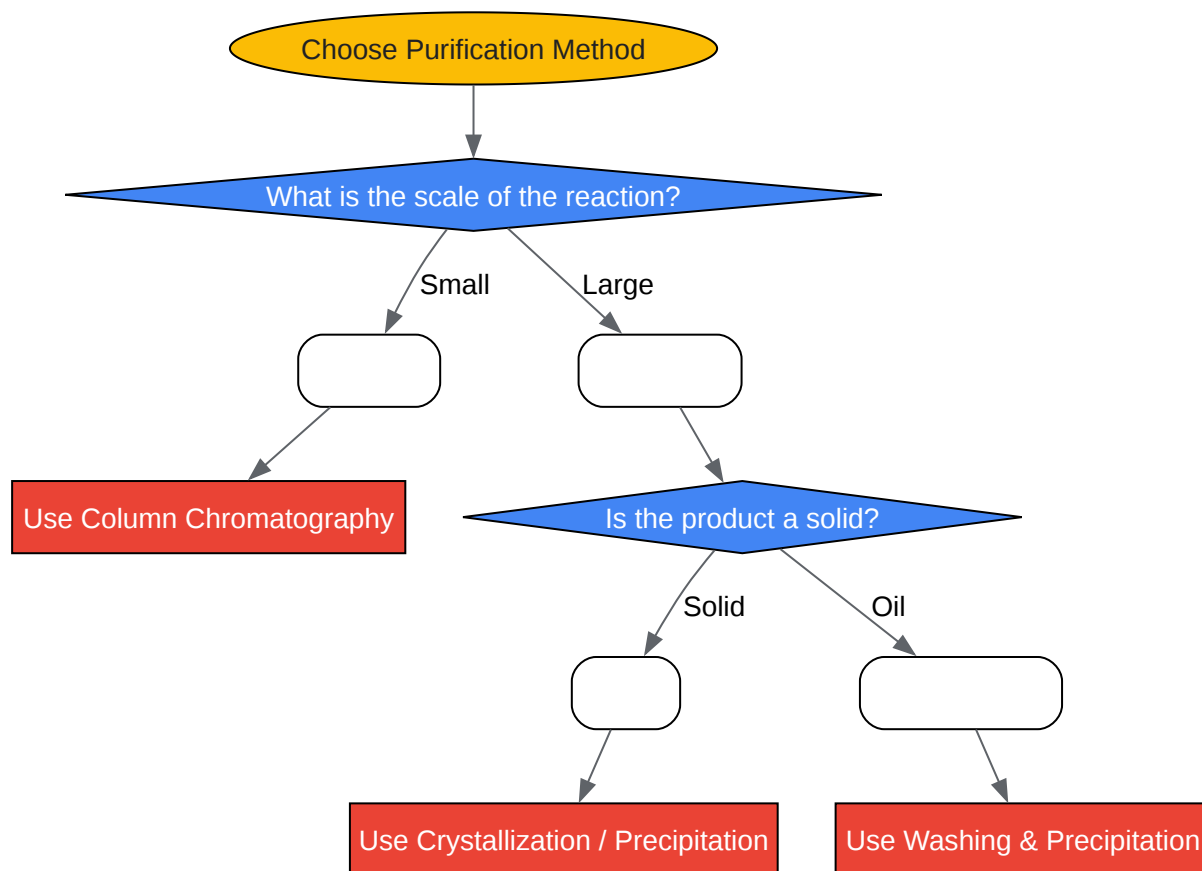 Choose Purification Method
What is the scale of the reaction?
Small
Large
Use Column Chromatography
Is the product a solid?
Solid
Oil
Use Crystallization / Precipitation
Use Washing & Precipitation